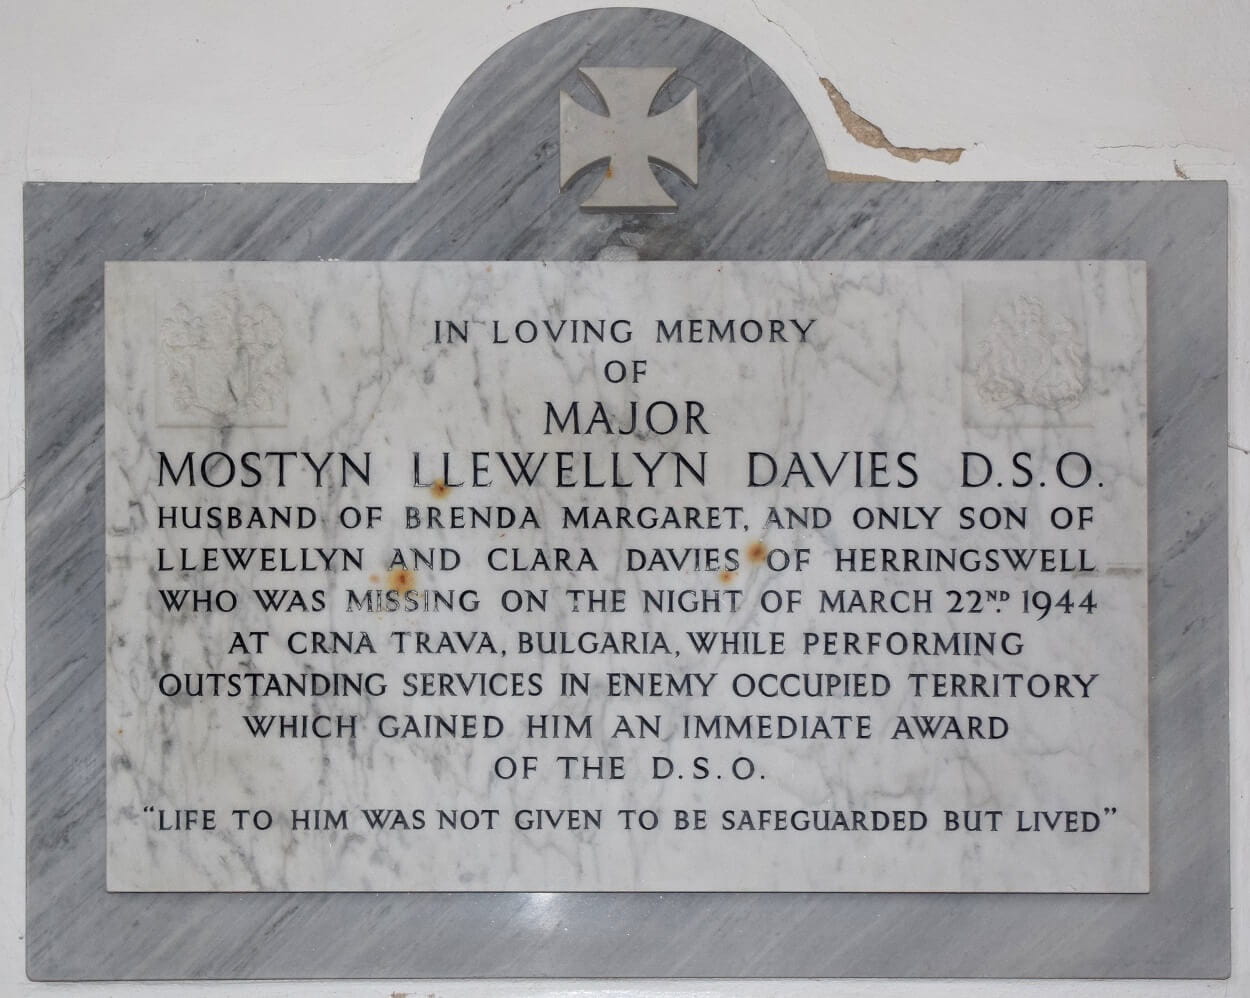 IN LOVING MEMORY
OF
MAJOR
MOSTYN LLEWELLYN DAVIES D.S.O.
HUSBAND OF BRENDA MARGARET, AND ONLY SON OF
LLEWELLYN AND CLARA DAVIES OF HERRINGSWELL
WHO WAS MISSING ON THE NIGHT OF MARCH 22ND. 1944
AT CRNA TRAVA, BULGARIA, WHILE PERFORMING
OUTSTANDING SERVICES IN ENEMY OCCUPIED TERRITORY
WHICH GAINED HIM AN IMMEDIATE AWARD
OF THE D.S.O.
“LIFE TO HIM WAS NOT GIVEN TO BE SAFEGUARDED BUT LIVED”